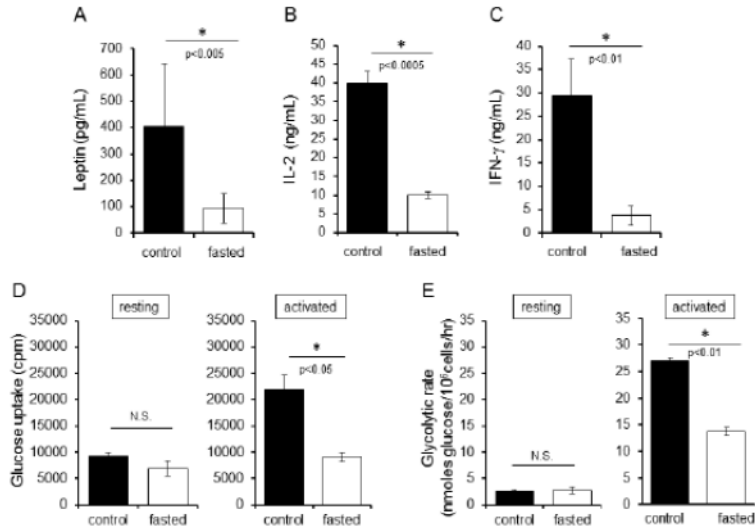 A
*
p<0.005
Leptin (pg/mL)
700
600
500
400
300
200
100
0
control fasted
B
*
p<0.0005
IL-2 (ng/mL)
50
45
40
35
30
25
20
15
10
5
0
control fasted
C
*
p<0.01
IFN-γ (ng/mL)
40
35
30
25
20
15
10
5
0
control fasted
D
resting
Glucose uptake (cpm)
35000
30000
25000
20000
15000
10000
5000
0
N.S.
control fasted
activated
35000
30000
25000
20000
15000
10000
5000
0
*
p<0.05
control fasted
E
resting
Glycolytic rate
(nmoles glucose/10⁶cells/hr)
35
30
25
20
15
10
5
0
N.S.
control fasted
activated
35
30
25
20
15
10
5
0
*
p<0.01
control fasted